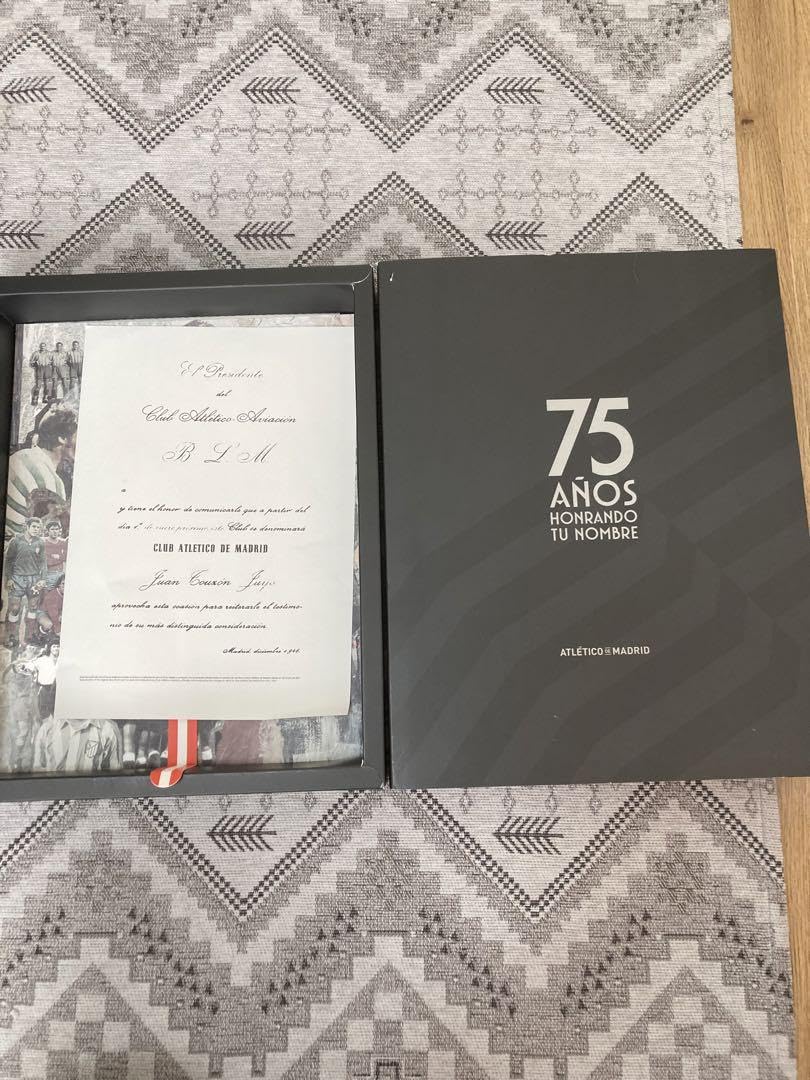 El Presidente
del
Club Atlético-Aviación
B. L. M.
a
y tiene el honor de comunicarle que a partir del
día 1.º de enero próximo, este Club se denominará
CLUB ATLETICO DE MADRID
Juan Touzón Jurjo
aprovecha esta ocasión para reiterarle el testimo-
nio de su más distinguida consideración.
Madrid, diciembre 1946.
75
AÑOS
HONRANDO
TU NOMBRE
ATLÉTICO DE MADRID